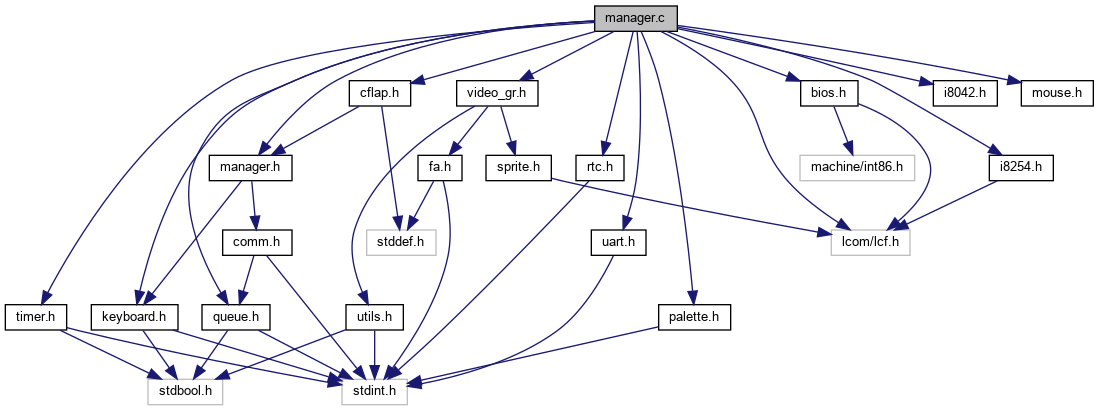 manager.c
cflap.h
video_gr.h
bios.h
i8042.h
mouse.h
manager.h
fa.h
sprite.h
rtc.h
machine/int86.h
i8254.h
comm.h
stddef.h
uart.h
lcom/lcf.h
timer.h
keyboard.h
queue.h
utils.h
palette.h
stdbool.h
stdint.h